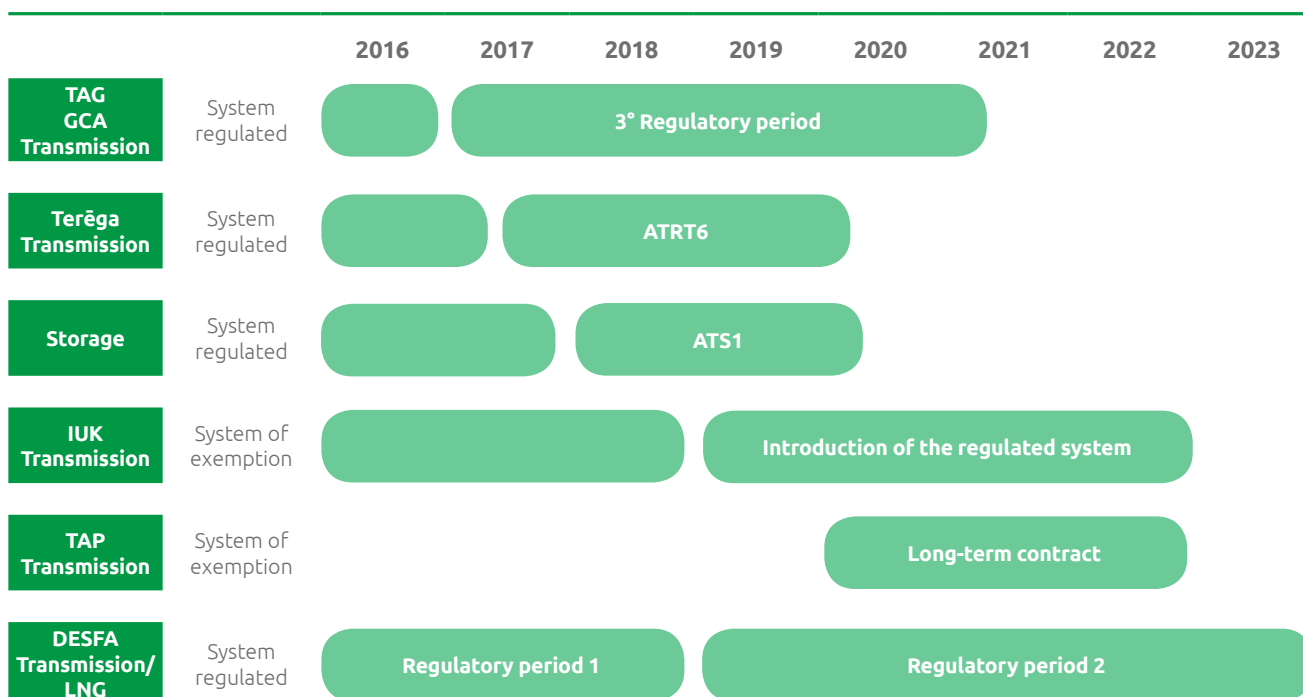 2016 2017 2018 2019 2020 2021 2022 2023
TAG
GCA
Transmission
System
regulated
3° Regulatory period
Terēga
Transmission
System
regulated
ATRT6
Storage
System
regulated
ATS1
IUK
Transmission
System of
exemption
Introduction of the regulated system
TAP
Transmission
System of
exemption
Long-term contract
DESFA
Transmission/
LNG
System
regulated
Regulatory period 1
Regulatory period 2